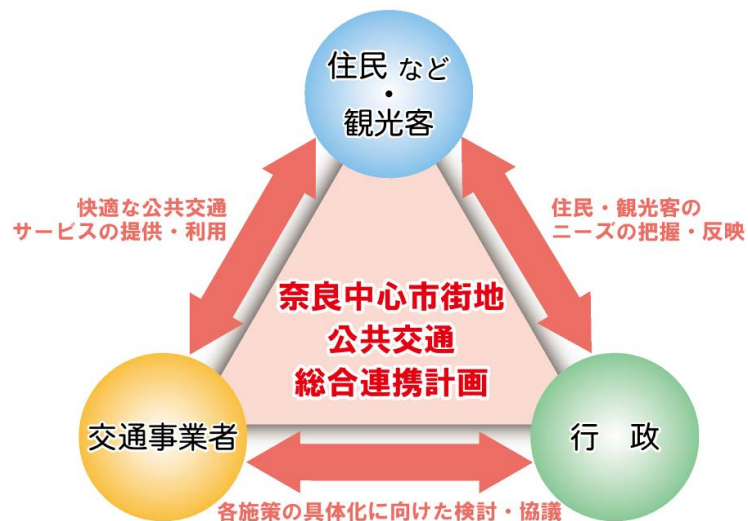 住民 など
・
観光客
快適な公共交通
サービスの提供・利用
住民・観光客の
ニーズの把握・反映
奈良中心市街地
公共交通
総合連携計画
交通事業者
行　政
各施策の具体化に向けた検討・協議